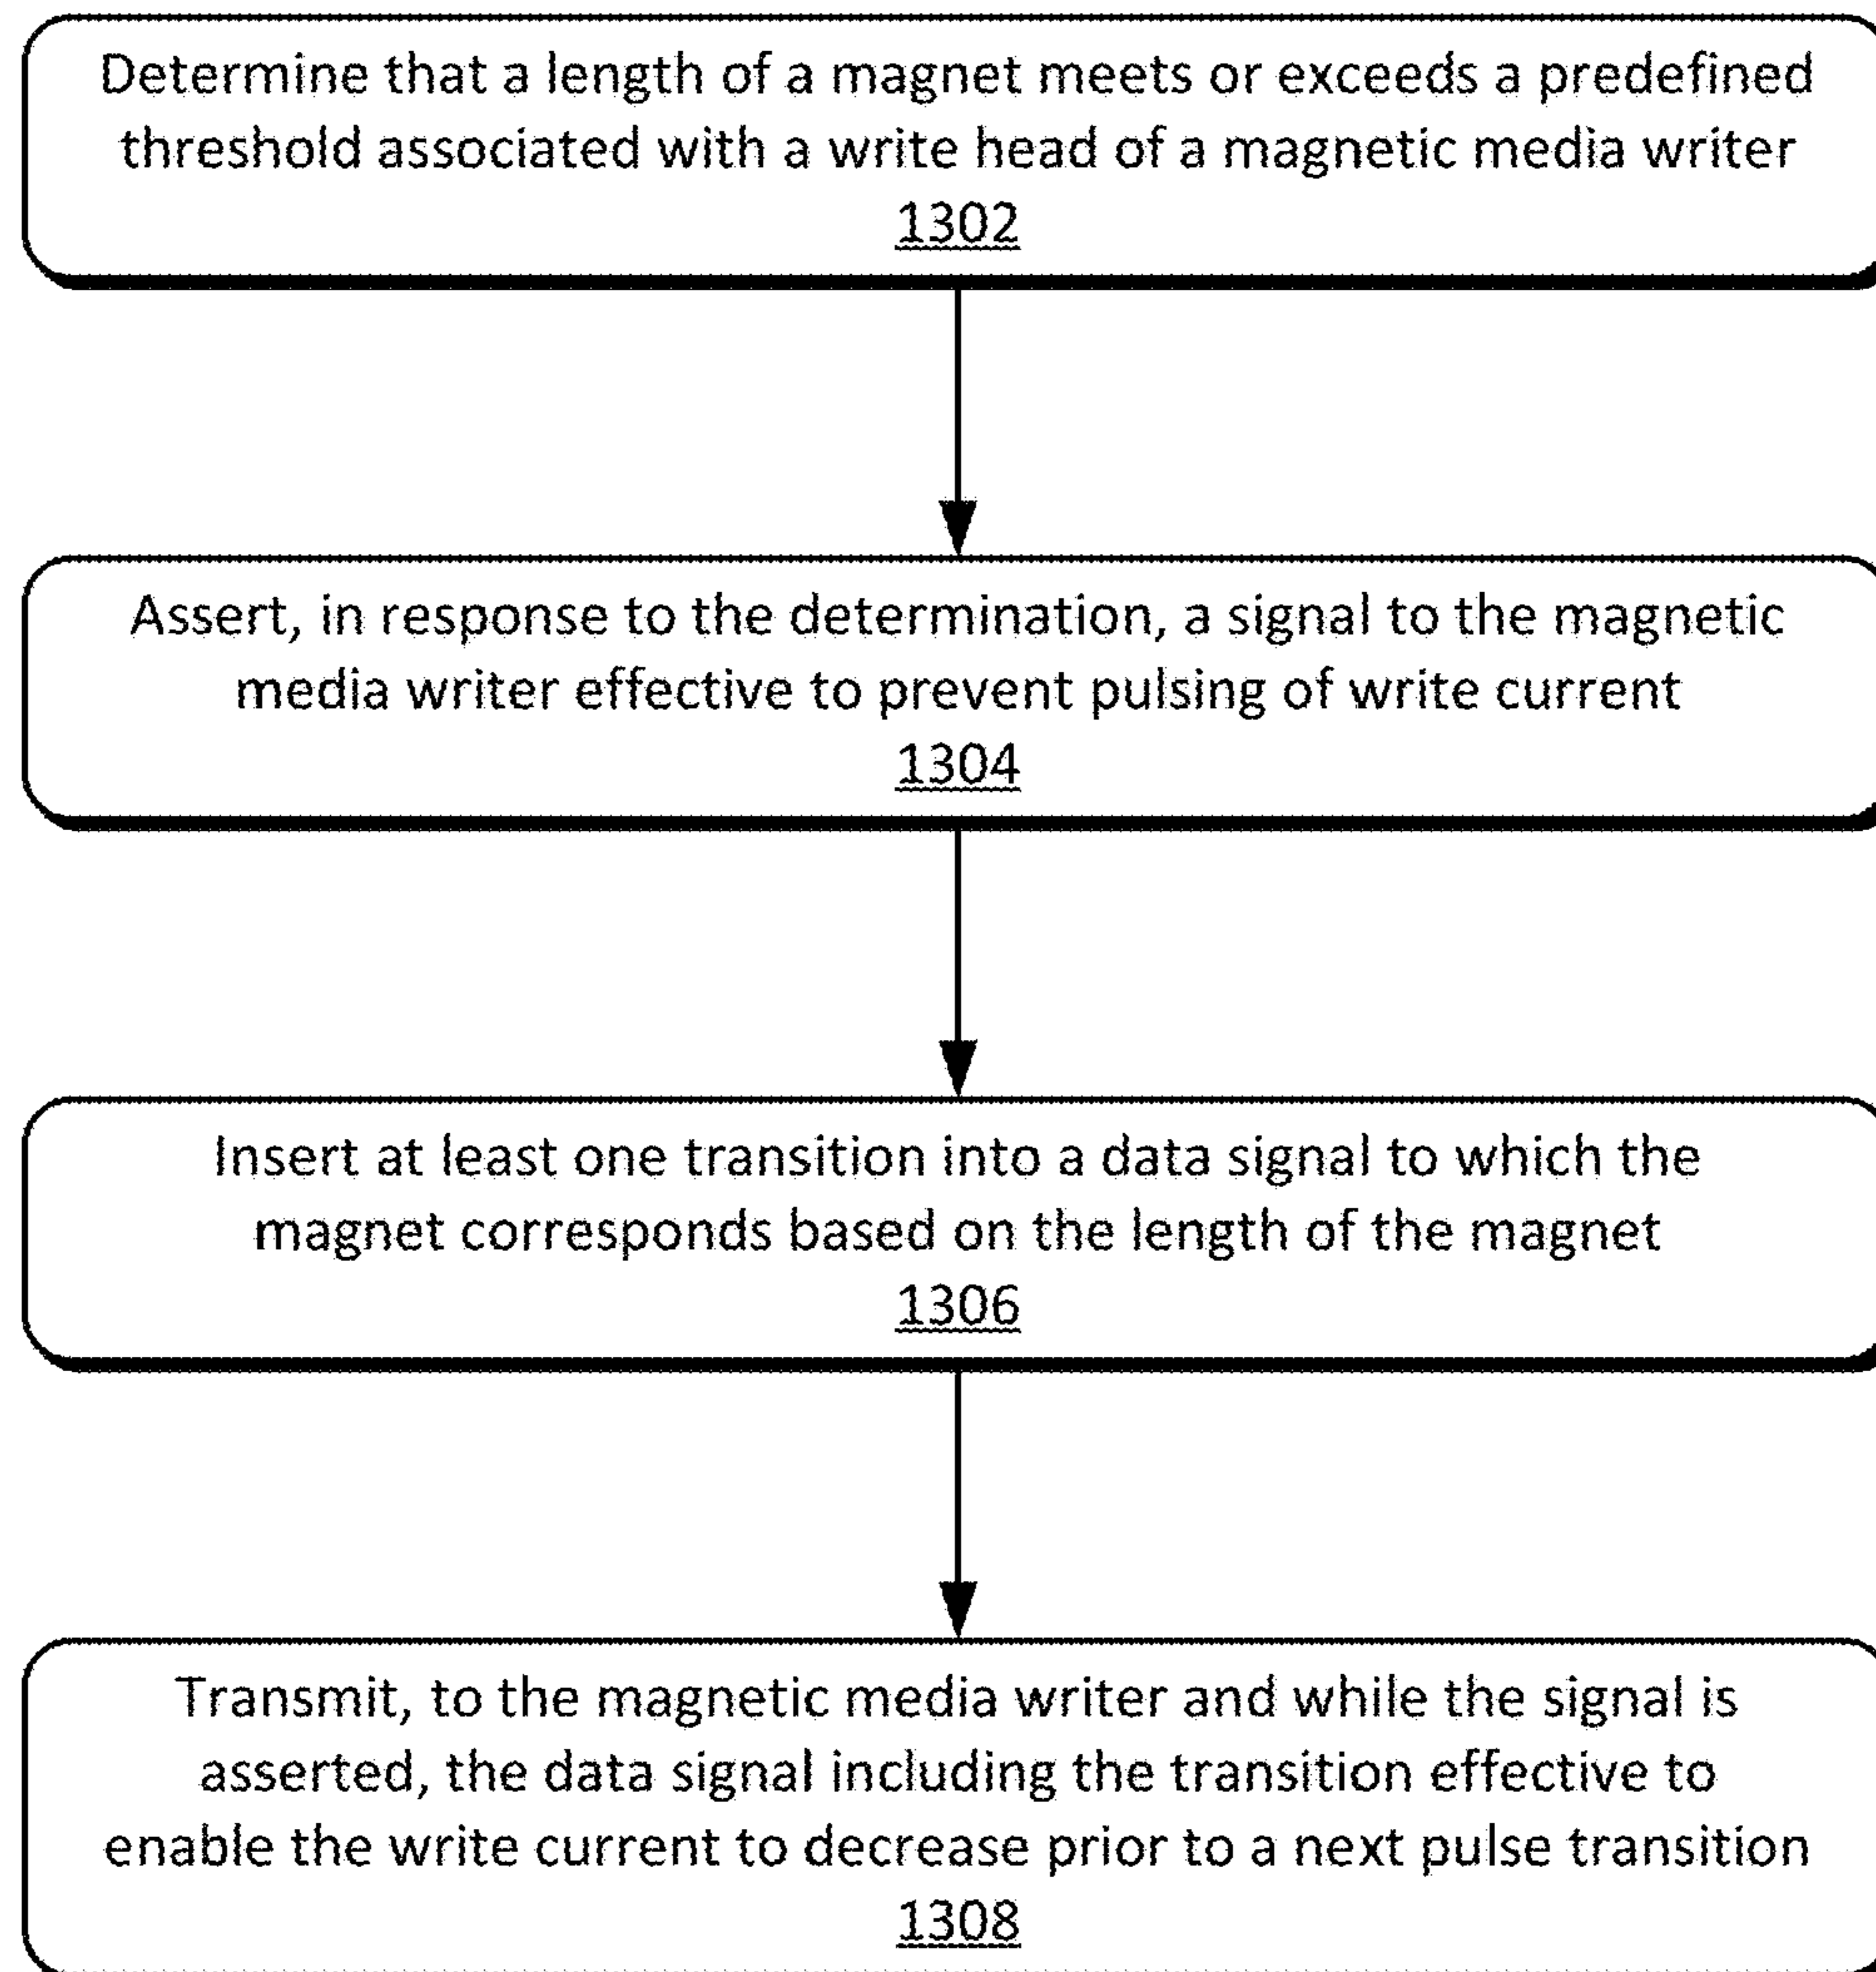 Determine that a length of a magnet meets or exceeds a predefined
threshold associated with a write head of a magnetic media writer
1302
Assert, in response to the determination, a signal to the magnetic
media writer effective to prevent pulsing of write current
1304
Insert at least one transition into a data signal to which the
magnet corresponds based on the length of the magnet
1306
Transmit, to the magnetic media writer and while the signal is
asserted, the data signal including the transition effective to
enable the write current to decrease prior to a next pulse transition
1308